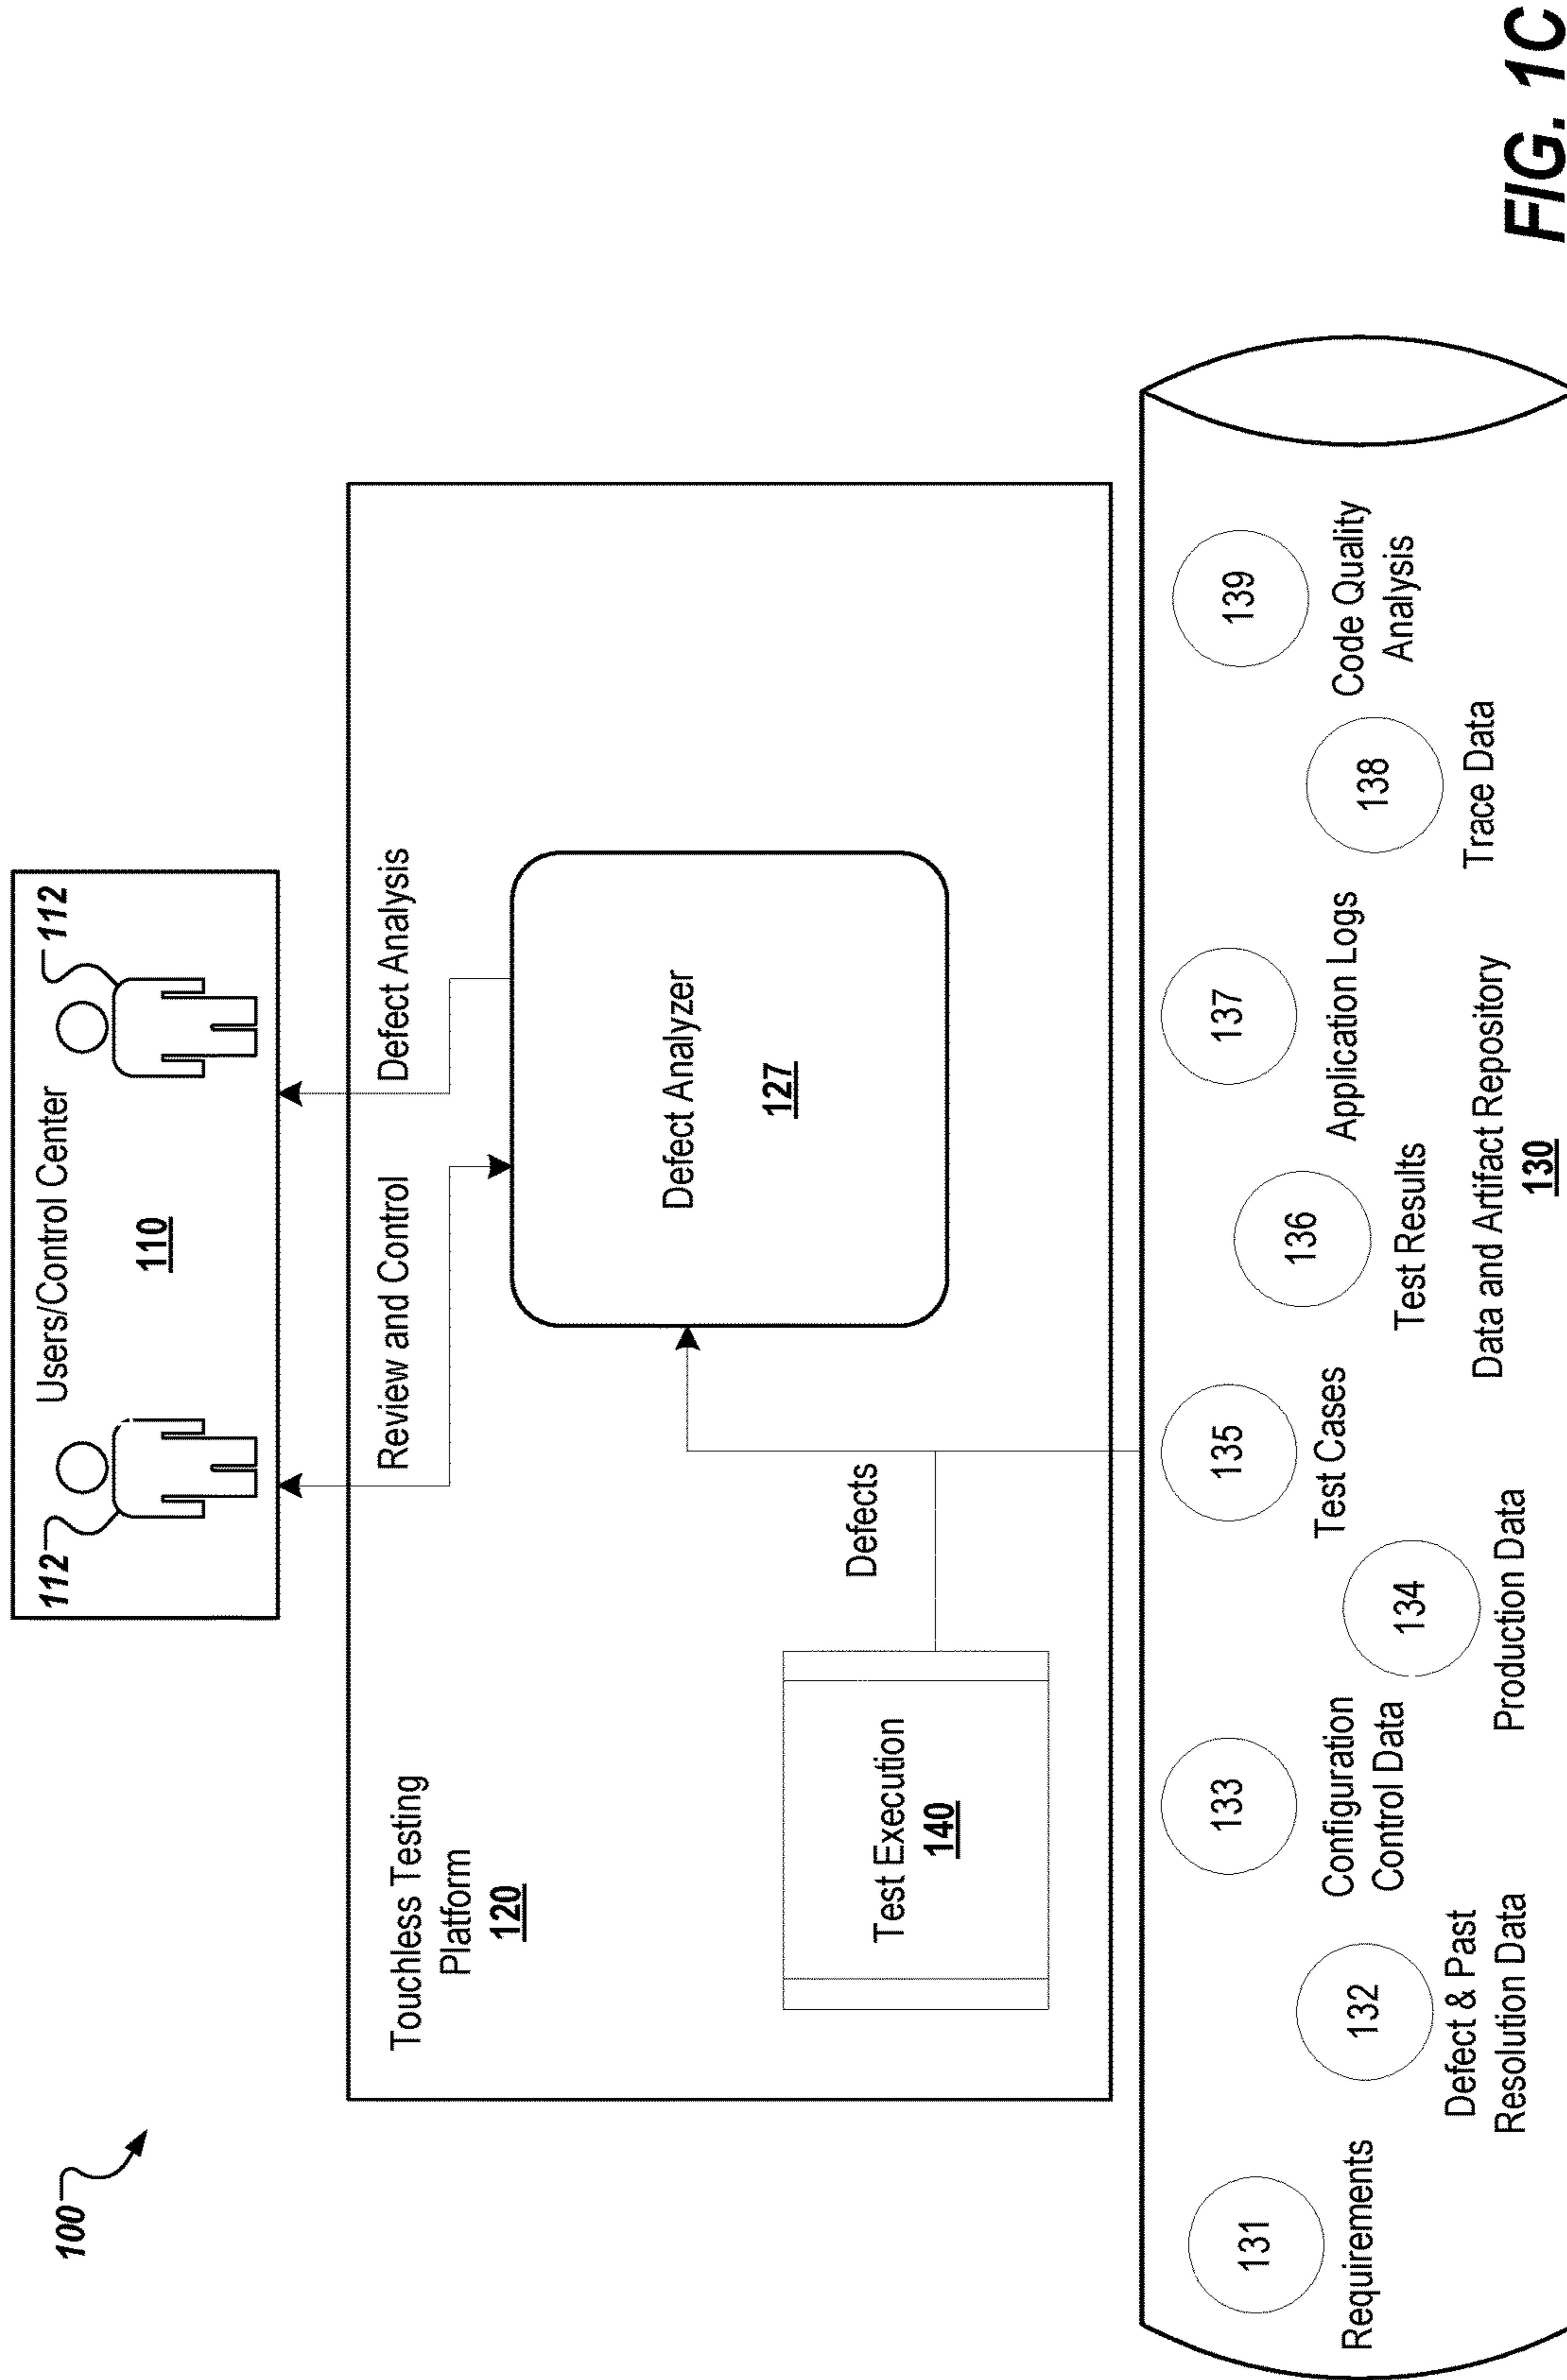 100
Users/Control Center
110
112
112
Review and Control
Defect Analysis
Touchless Testing
Platform
120
Defect Analyzer
127
Defects
Test Execution
140
131
Requirements
132
Defect & Past
Resolution Data
133
Configuration
Control Data
134
Production Data
135
Test Cases
136
Test Results
137
Application Logs
138
Trace Data
139
Code Quality
Analysis
Data and Artifact Repository
130
FIG. 1C